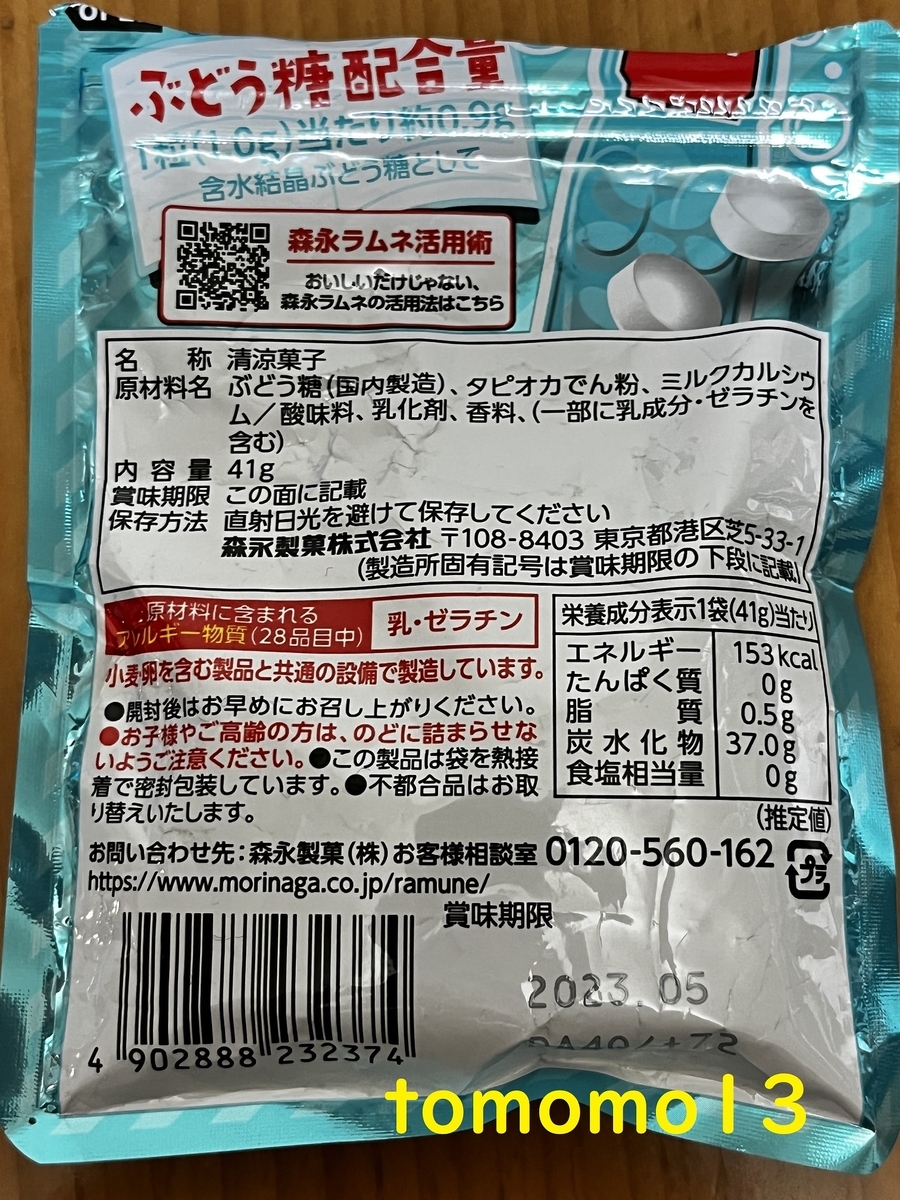 ぶどう糖配合量
1粒(1.0g)当たり約0.9g
含水結晶ぶどう糖として
森永ラムネ活用術
おいしいだけじゃない、
森永ラムネの活用法はこちら
名 称 清涼菓子
原材料名 ぶどう糖(国内製造)、タピオカでん粉、ミルクカルシウ
ム／酸味料、乳化剤、香料、(一部に乳成分・ゼラチンを
含む)
内容量 41g
賞味期限 この面に記載
保存方法 直射日光を避けて保存してください
森永製菓株式会社 〒108-8403 東京都港区芝5-33-1
(製造所固有記号は賞味期限の下段に記載)
原材料に含まれる
アレルギー物質(28品目中)
乳・ゼラチン
小麦・卵を含む製品と共通の設備で製造しています。
●開封後はお早めにお召し上がりください。
●お子様やご高齢の方は、のどに詰まらせな
いようご注意ください。●この製品は袋を熱接
着で密封包装しています。●不都合品はお取
り替えいたします。
栄養成分表示1袋(41g)当たり
エネルギー 153kcal
たんぱく質 0g
脂質 0.5g
炭水化物 37.0g
食塩相当量 0g
(推定値)
お問い合わせ先：森永製菓(株)お客様相談室 0120-560-162
プラ
https://www.morinaga.co.jp/ramune/
賞味期限
2023.05
4 902888 232374
tomomo13